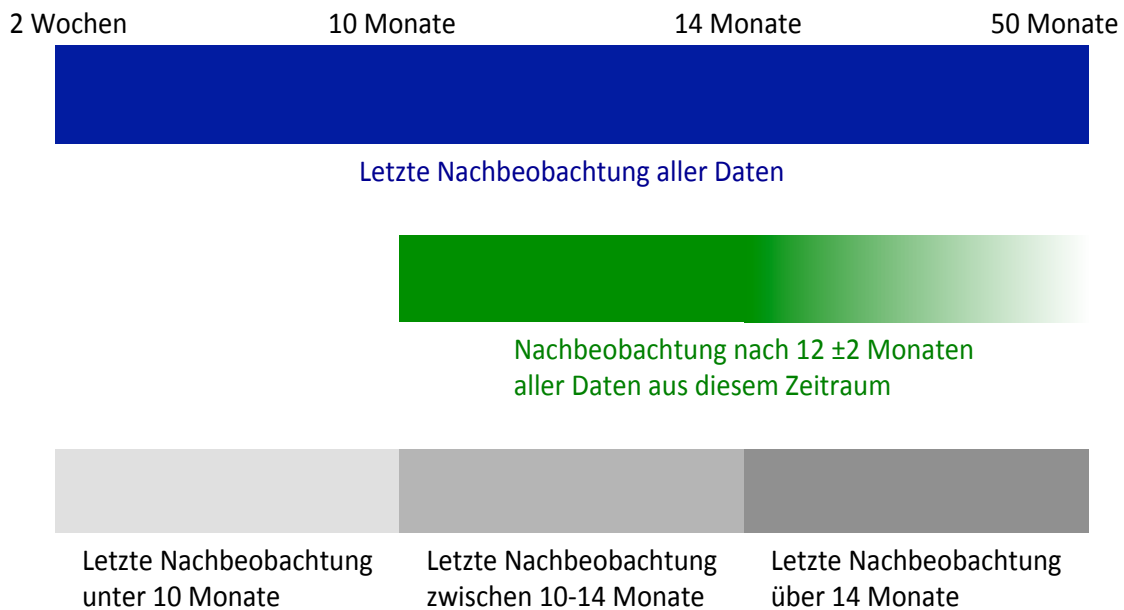 2 Wochen 10 Monate 14 Monate 50 Monate
Letzte Nachbeobachtung aller Daten
Nachbeobachtung nach 12 ±2 Monaten
aller Daten aus diesem Zeitraum
Letzte Nachbeobachtung
unter 10 Monate
Letzte Nachbeobachtung
zwischen 10-14 Monate
Letzte Nachbeobachtung
über 14 Monate